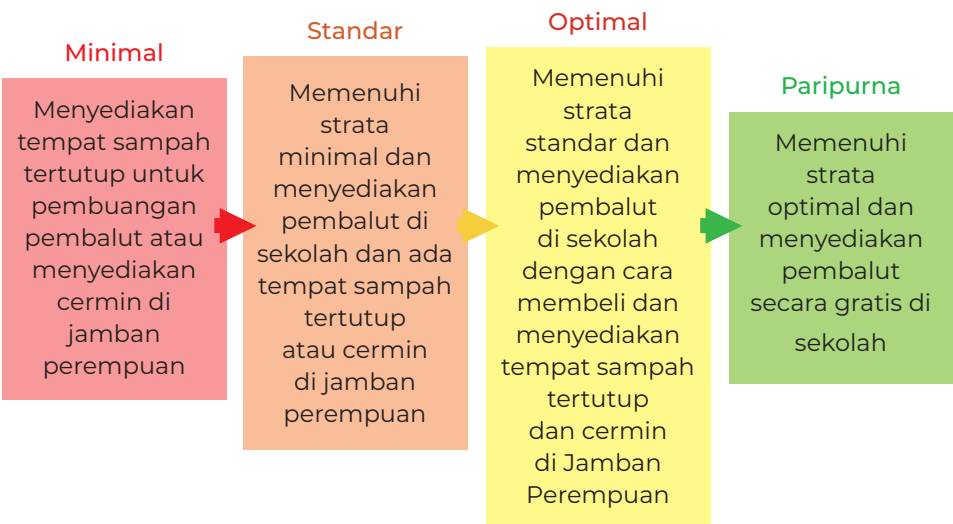 Minimal
Menyediakan
tempat sampah
tertutup untuk
pembuangan
pembalut atau
menyediakan
cermin di
jamban
perempuan
Standar
Memenuhi
strata
minimal dan
menyediakan
pembalut di
sekolah dan ada
tempat sampah
tertutup
atau cermin
di jamban
perempuan
Optimal
Memenuhi
strata
standar dan
menyediakan
pembalut
di sekolah
dengan cara
membeli dan
menyediakan
tempat sampah
tertutup
dan cermin
di Jamban
Perempuan
Paripurna
Memenuhi
strata
optimal dan
menyediakan
pembalut
secara gratis di
sekolah